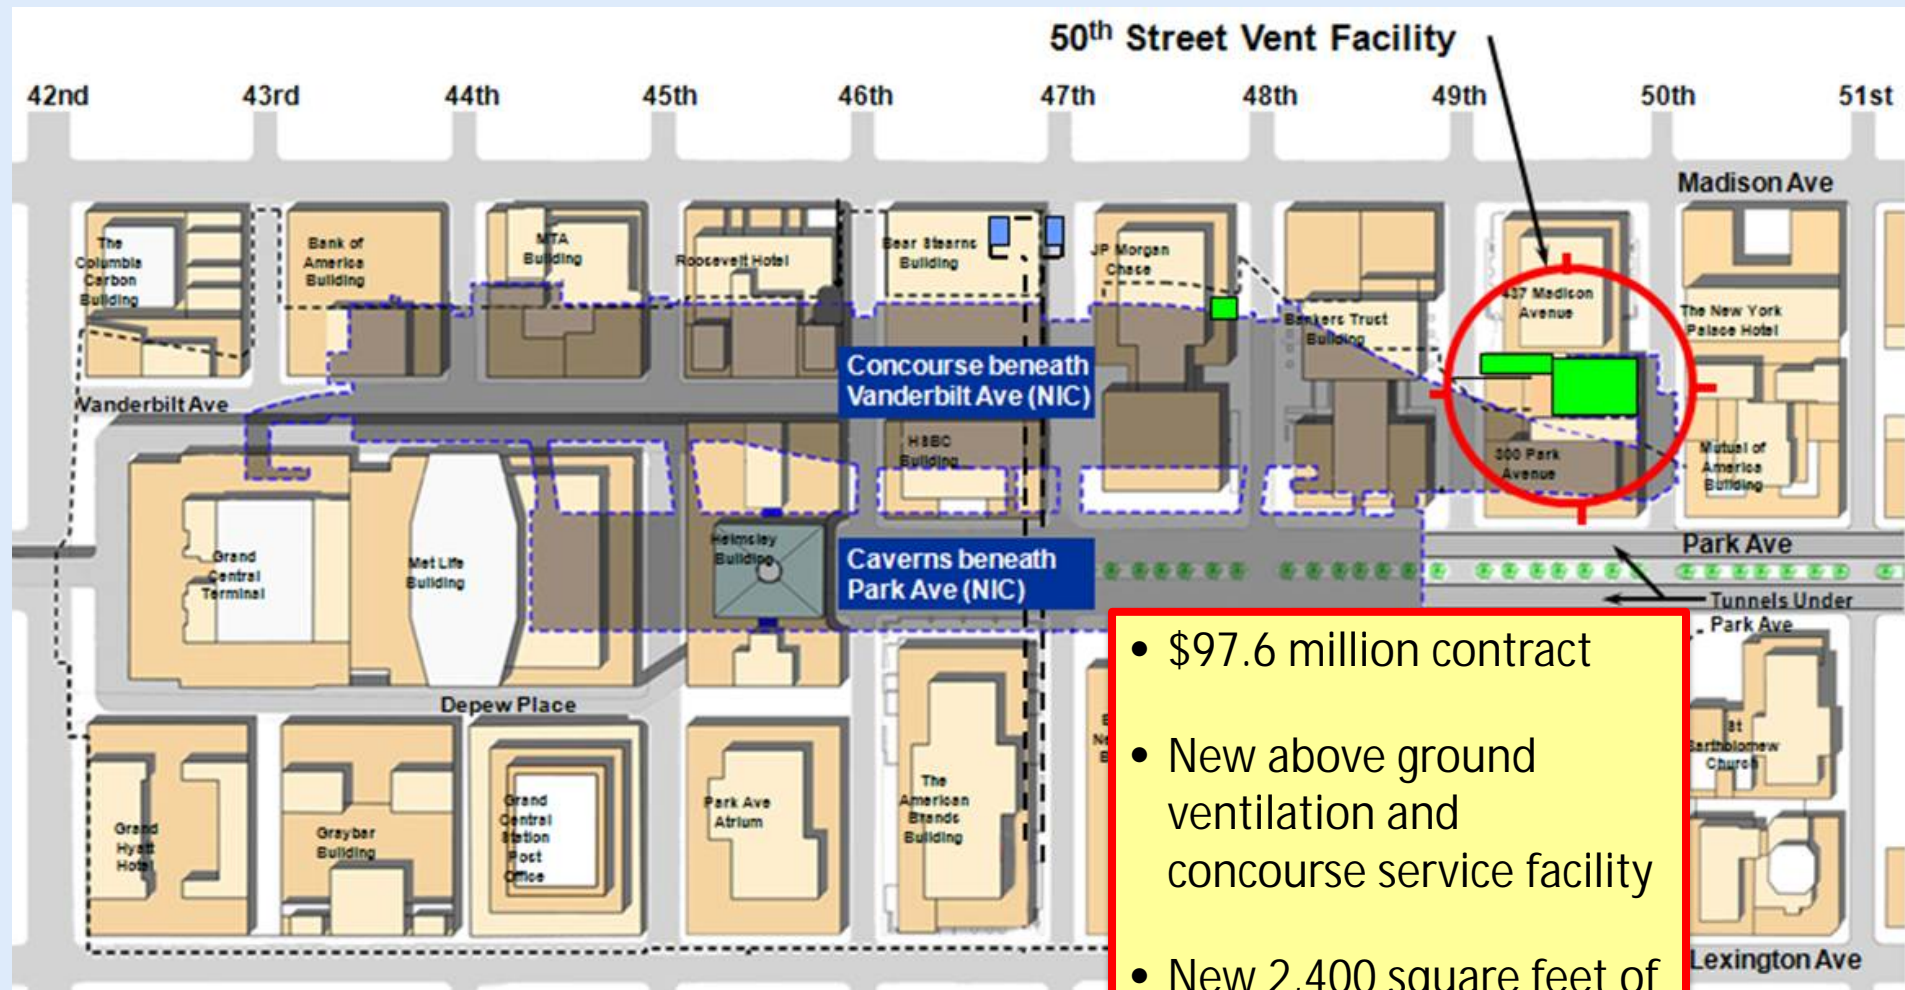 50th Street Vent Facility
42nd 43rd 44th 45th 46th 47th 48th 49th 50th 51st
Madison Ave
The
Columbia
Carbon
Building
Bank of
America
Building
MTA
Building
Roosevelt Hotel
Bear Stearns
Building
JP Morgan
Chase
Bankers Trust
Building
437 Madison
Avenue
The New York
Palace Hotel
Concourse beneath
Vanderbilt Ave (NIC)
Vanderbilt Ave
HSBC
Building
300 Park
Avenue
Mutual of
America
Building
Grand
Central
Terminal
Met Life
Building
Helmsley
Building
Caverns beneath
Park Ave (NIC)
Park Ave
Tunnels Under
Park Ave
Depew Place
Grand
Hyatt
Hotel
Graybar
Building
Grand
Central
Station
Post
Office
Park Ave
Atrium
The
American
Brands
Building
St
Bartholomew
Church
• $97.6 million contract
• New above ground
ventilation and
concourse service facility
• New 2,400 square feet of
Lexington Ave